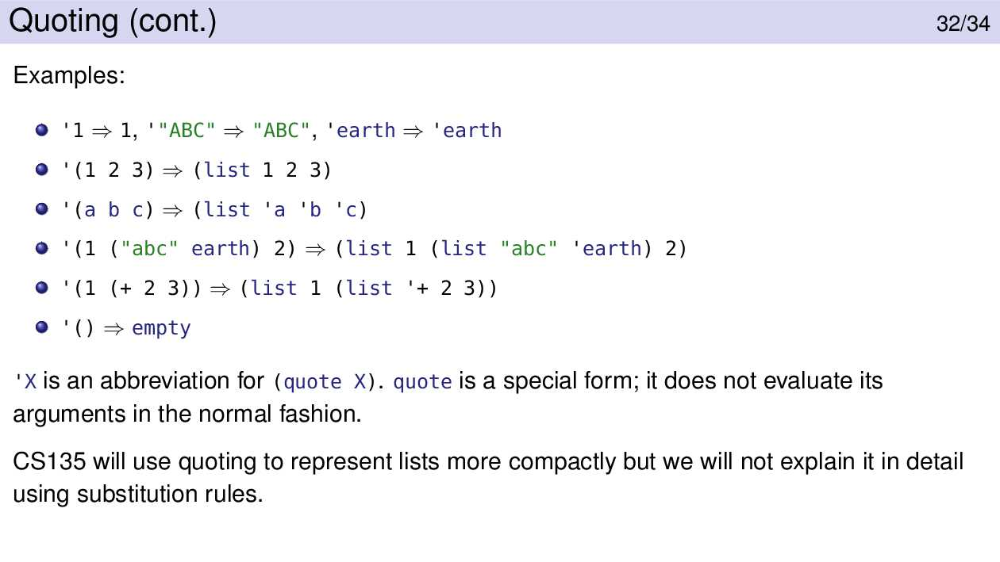 Quoting (cont.)
32/34
Examples:
'1 ⇒ 1, '"ABC" ⇒ "ABC", 'earth ⇒ 'earth
'(1 2 3) ⇒ (list 1 2 3)
'(a b c) ⇒ (list 'a 'b 'c)
'(1 ("abc" earth) 2) ⇒ (list 1 (list "abc" 'earth) 2)
'(1 (+ 2 3)) ⇒ (list 1 (list '+ 2 3))
'() ⇒ empty
'X is an abbreviation for (quote X). quote is a special form; it does not evaluate its
arguments in the normal fashion.
CS135 will use quoting to represent lists more compactly but we will not explain it in detail
using substitution rules.